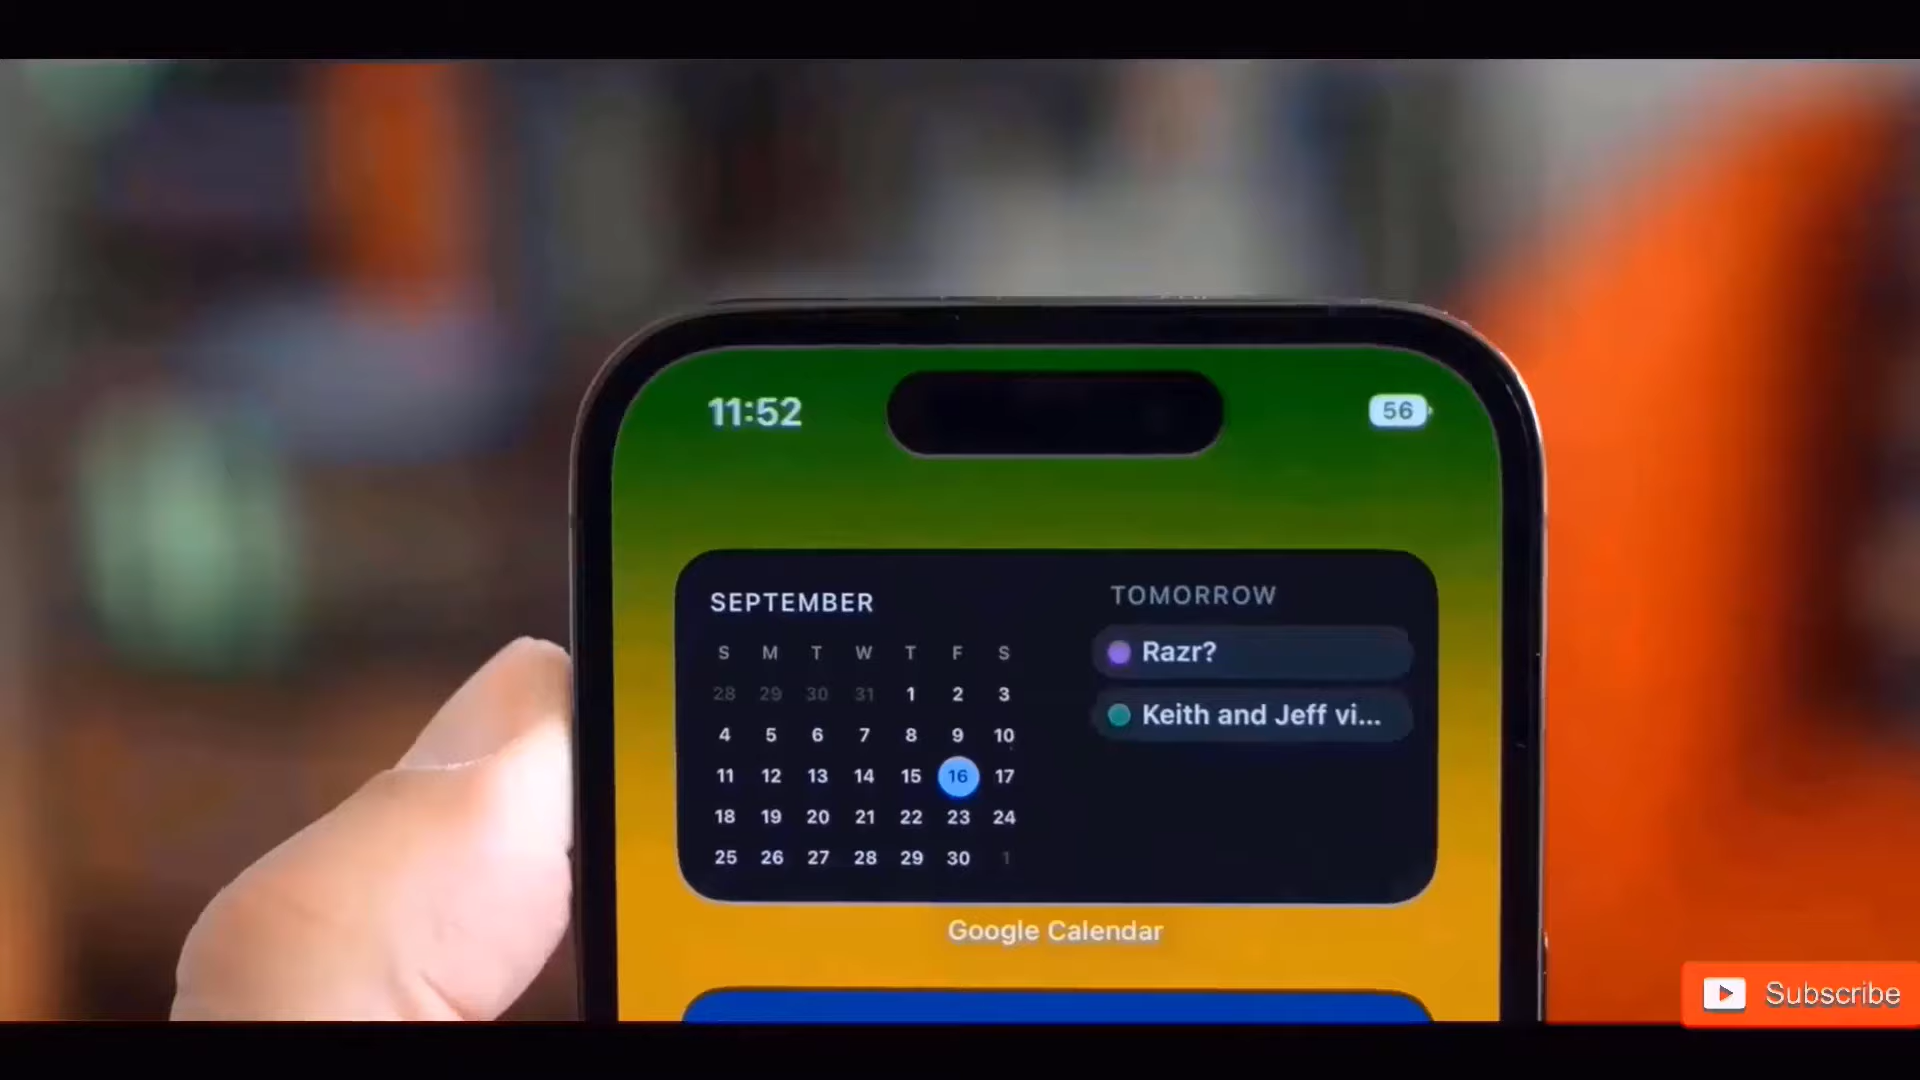 11:52
56
SEPTEMBER
S M T W T F S
28 29 30 31 1 2 3
4 5 6 7 8 9 10
11 12 13 14 15 16 17
18 19 20 21 22 23 24
25 26 27 28 29 30 1
TOMORROW
Razr?
Keith and Jeff vi...
Google Calendar
Subscribe